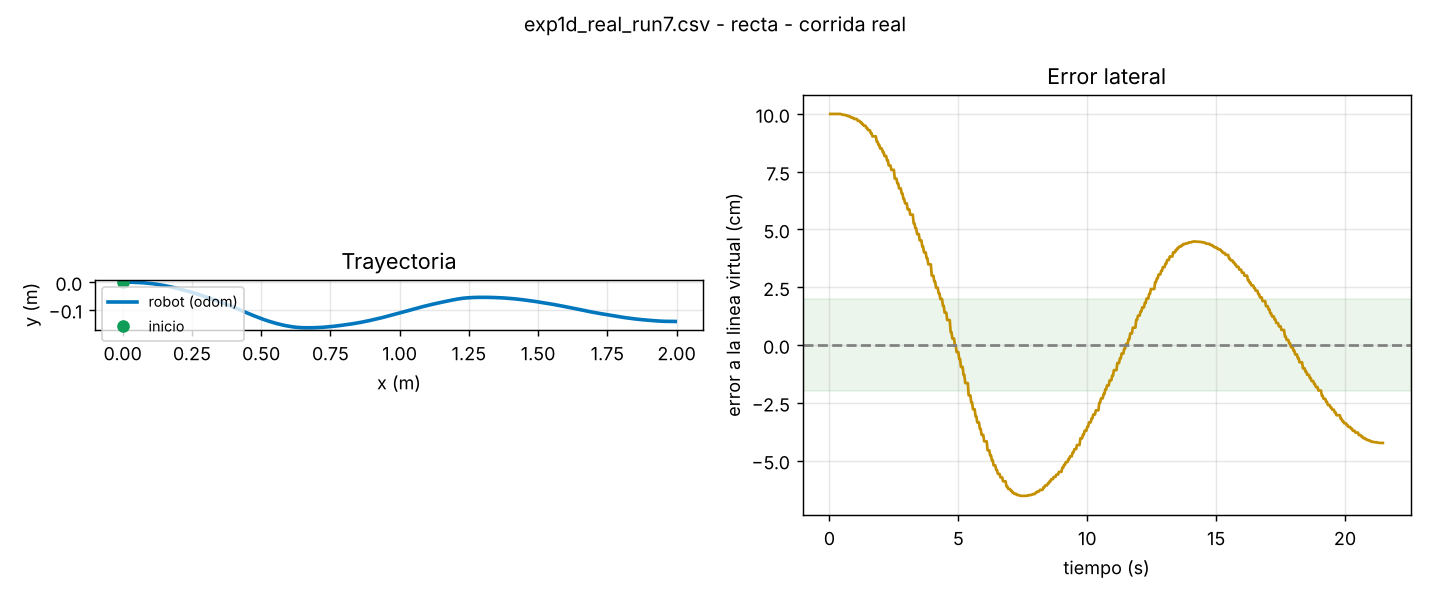 exp1d_real_run7.csv - recta - corrida real
Trayectoria
y (m)
0.0
−0.1
robot (odom)
inicio
0.00 0.25 0.50 0.75 1.00 1.25 1.50 1.75 2.00
x (m)
Error lateral
error a la linea virtual (cm)
10.0
7.5
5.0
2.5
0.0
−2.5
−5.0
0 5 10 15 20
tiempo (s)